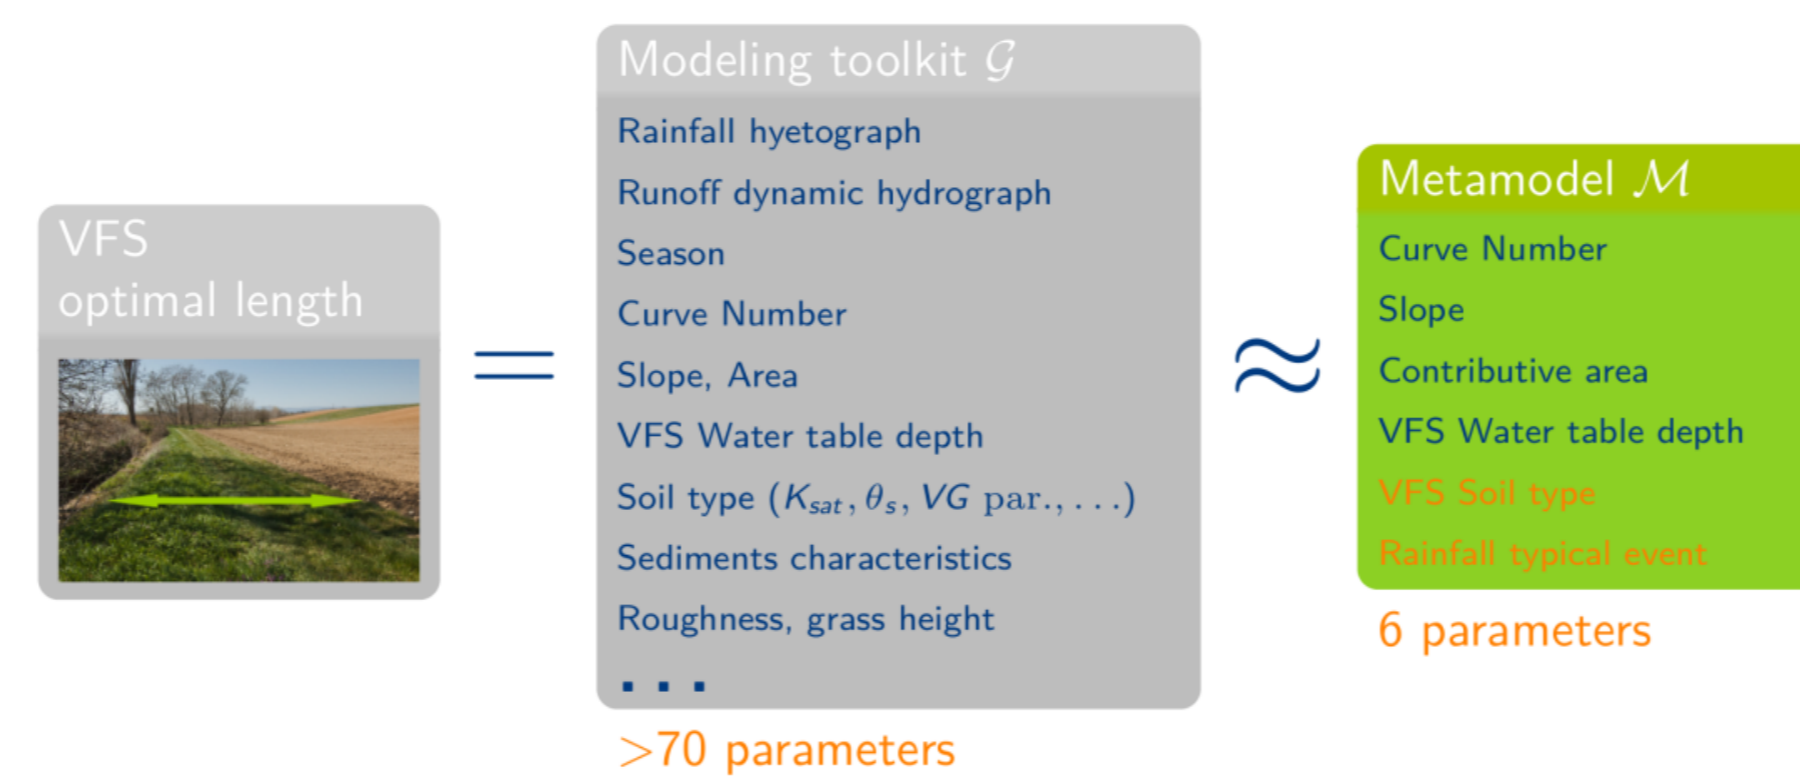 VFS
optimal length
=
Modeling toolkit 𝒢
Rainfall hyetograph
Runoff dynamic hydrograph
Season
Curve Number
Slope, Area
VFS Water table depth
Soil type (Ksat, θs, VG par., ...)
Sediments characteristics
Roughness, grass height
...
>70 parameters
≈
Metamodel ℳ
Curve Number
Slope
Contributive area
VFS Water table depth
VFS Soil type
Rainfall typical event
6 parameters